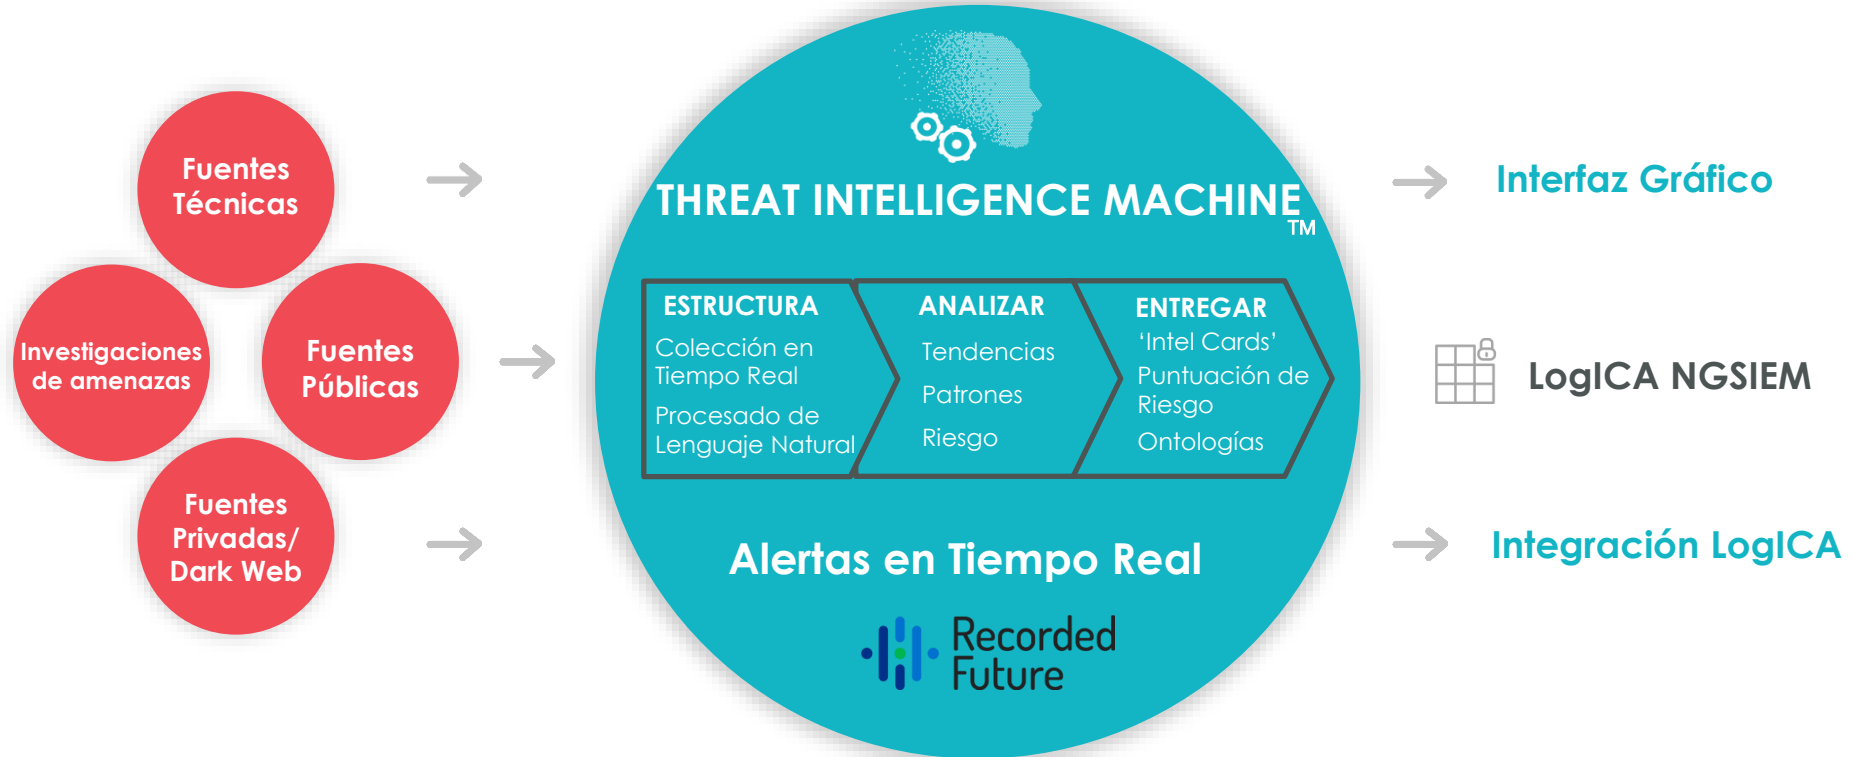 Fuentes
Técnicas
Investigaciones
de amenazas
Fuentes
Públicas
Fuentes
Privadas/
Dark Web
THREAT INTELLIGENCE MACHINE
TM
ESTRUCTURA
Colección en
Tiempo Real
Procesado de
Lenguaje Natural
ANALIZAR
Tendencias
Patrones
Riesgo
ENTREGAR
‘Intel Cards’
Puntuación de
Riesgo
Ontologías
Alertas en Tiempo Real
Recorded
Future
Interfaz Gráfico
LogICA NGSIEM
Integración LogICA